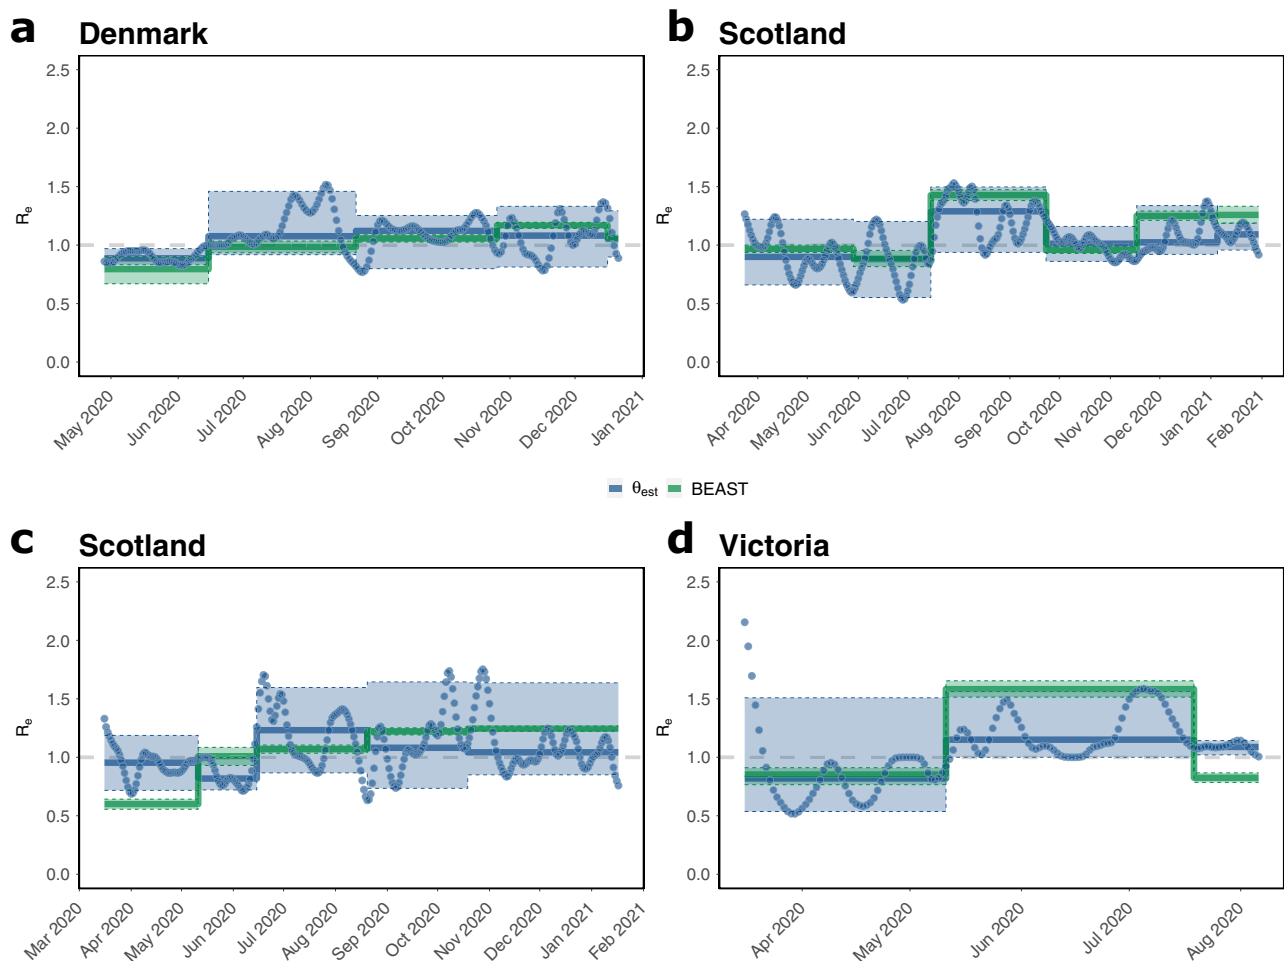 a Denmark
2.5
2.0
1.5
1.0
0.5
0.0
Re
May 2020
Jun 2020
Jul 2020
Aug 2020
Sep 2020
Oct 2020
Nov 2020
Dec 2020
Jan 2021
b Scotland
2.5
2.0
1.5
1.0
0.5
0.0
Re
Apr 2020
May 2020
Jun 2020
Jul 2020
Aug 2020
Sep 2020
Oct 2020
Nov 2020
Dec 2020
Jan 2021
Feb 2021
θest BEAST
c Scotland
2.5
2.0
1.5
1.0
0.5
0.0
Re
Mar 2020
Apr 2020
May 2020
Jun 2020
Jul 2020
Aug 2020
Sep 2020
Oct 2020
Nov 2020
Dec 2020
Jan 2021
Feb 2021
d Victoria
2.5
2.0
1.5
1.0
0.5
0.0
Re
Apr 2020
May 2020
Jun 2020
Jul 2020
Aug 2020